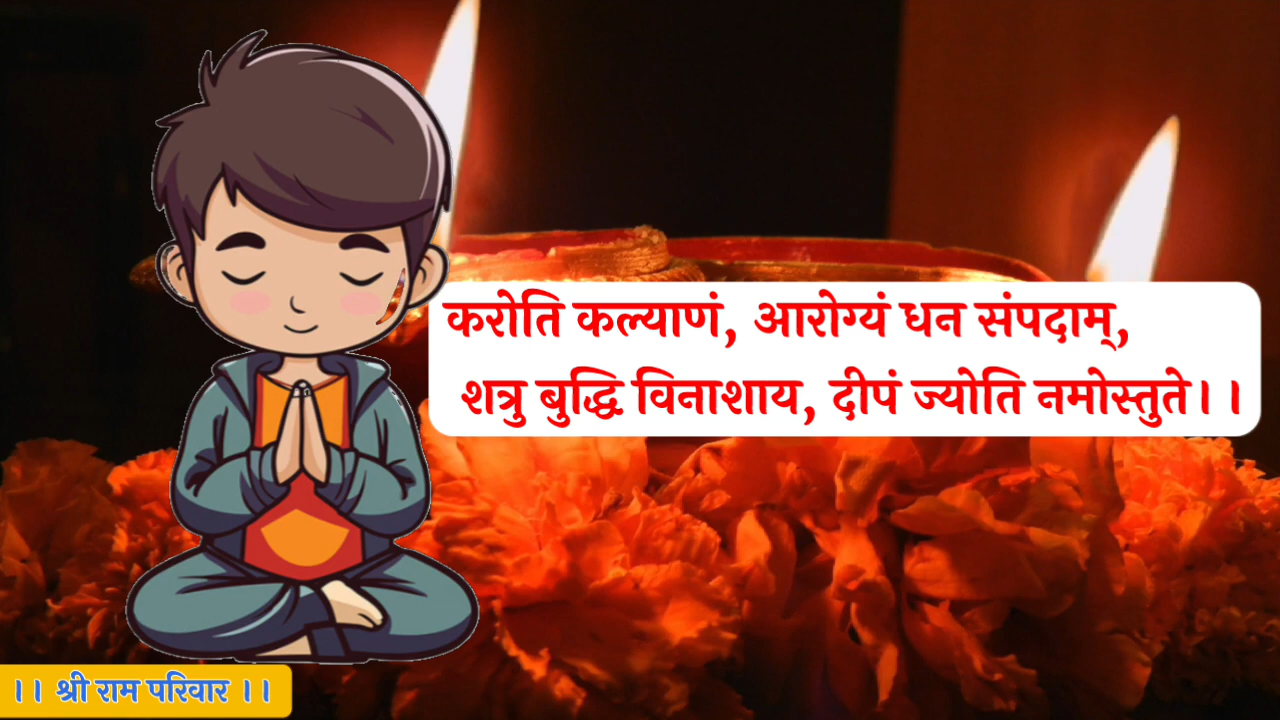 करोति कल्याणं, आरोग्यं धन संपदाम्,
शत्रु बुद्धि विनाशाय, दीपं ज्योति नमोस्तुते।।
।। श्री राम परिवार ।।